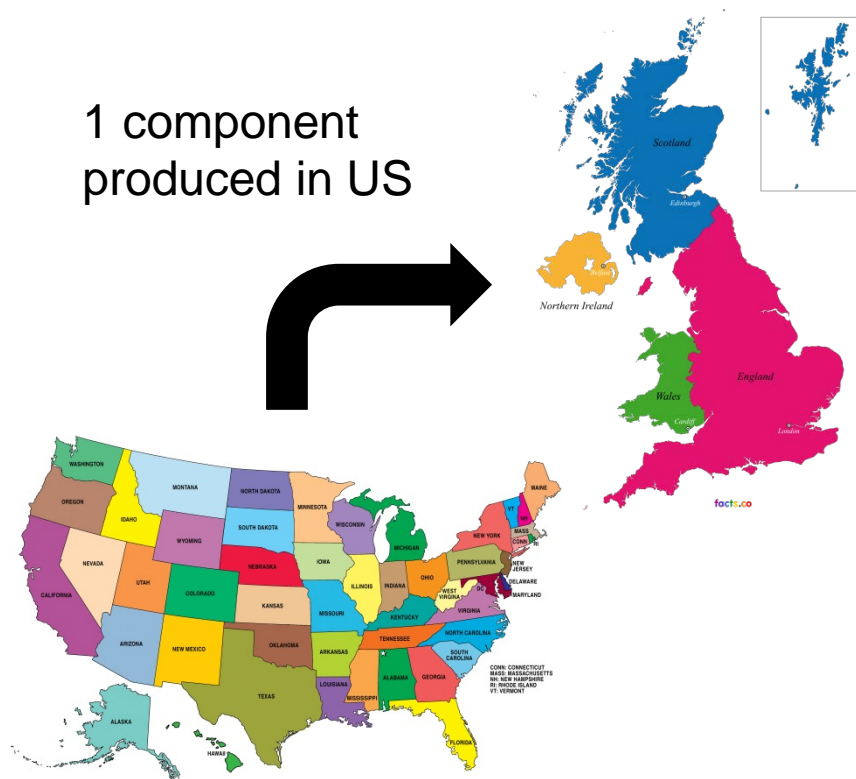 1 component
produced in US
Scotland
Edinburgh
Belfast
Northern Ireland
Wales
England
Cardiff
London
facts.co
WASHINGTON
OREGON
IDAHO
MONTANA
NORTH DAKOTA
MINNESOTA
MAINE
VT
NH
SOUTH DAKOTA
WISCONSIN
MICHIGAN
NEW YORK
MASS
CONN
RI
WYOMING
NEBRASKA
IOWA
NEVADA
UTAH
COLORADO
CALIFORNIA
ILLINOIS
INDIANA
OHIO
PENNSYLVANIA
NEW
JERSEY
DELAWARE
MARYLAND
DC
WEST
VIRGINIA
VIRGINIA
KANSAS
MISSOURI
KENTUCKY
ARIZONA
NEW MEXICO
OKLAHOMA
ARKANSAS
TENNESSEE
NORTH CAROLINA
SOUTH
CAROLINA
TEXAS
LOUISIANA
MISSISSIPPI
ALABAMA
GEORGIA
FLORIDA
CONN: CONNECTICUT
MASS: MASSACHUSETTS
NH: NEW HAMPSHIRE
RI: RHODE ISLAND
VT: VERMONT
ALASKA
HAWAII